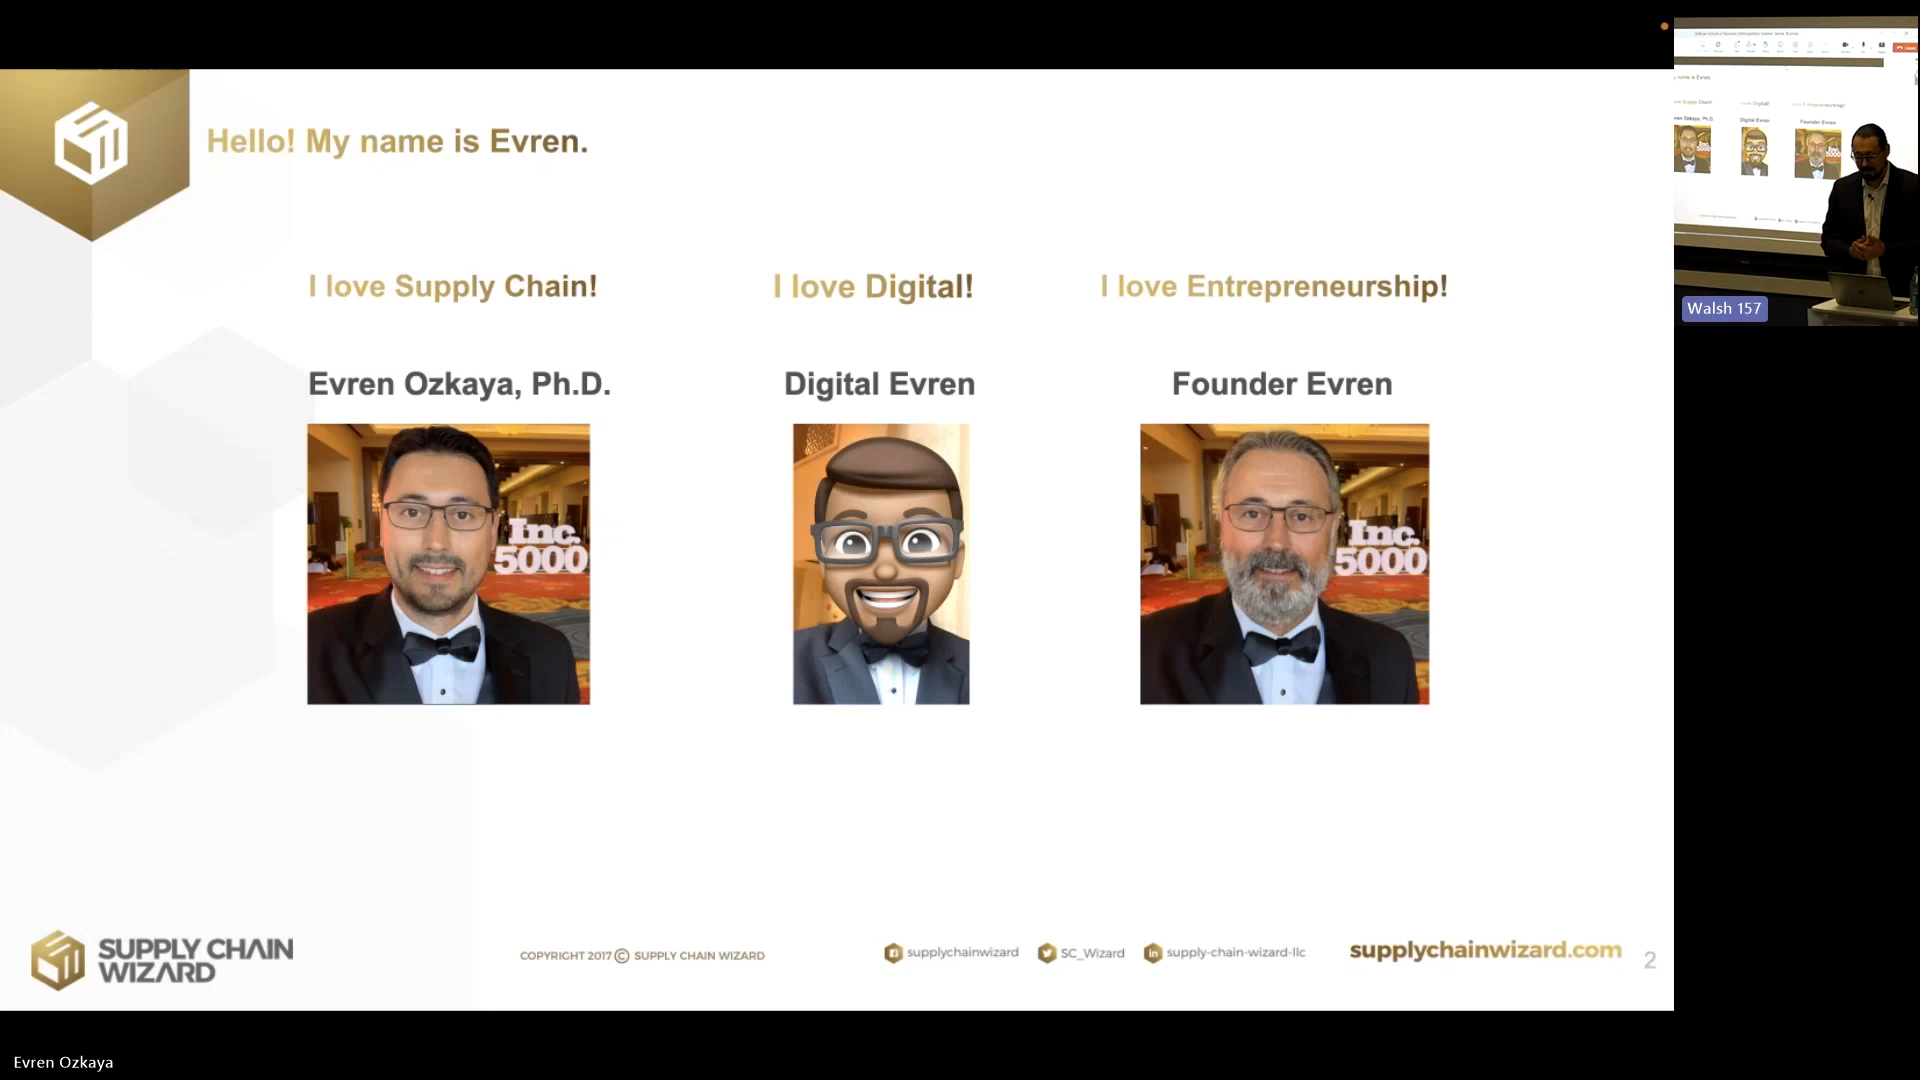 Hello! My name is Evren.
I love Supply Chain!
I love Digital!
I love Entrepreneurship!
Evren Ozkaya, Ph.D.
Digital Evren
Founder Evren
Inc.
5000
Inc.
5000
Walsh 157
SUPPLY CHAIN
WIZARD
COPYRIGHT 2017 © SUPPLY CHAIN WIZARD
supplychainwizard
SC_Wizard
supply-chain-wizard-llc
supplychainwizard.com
2
Evren Ozkaya